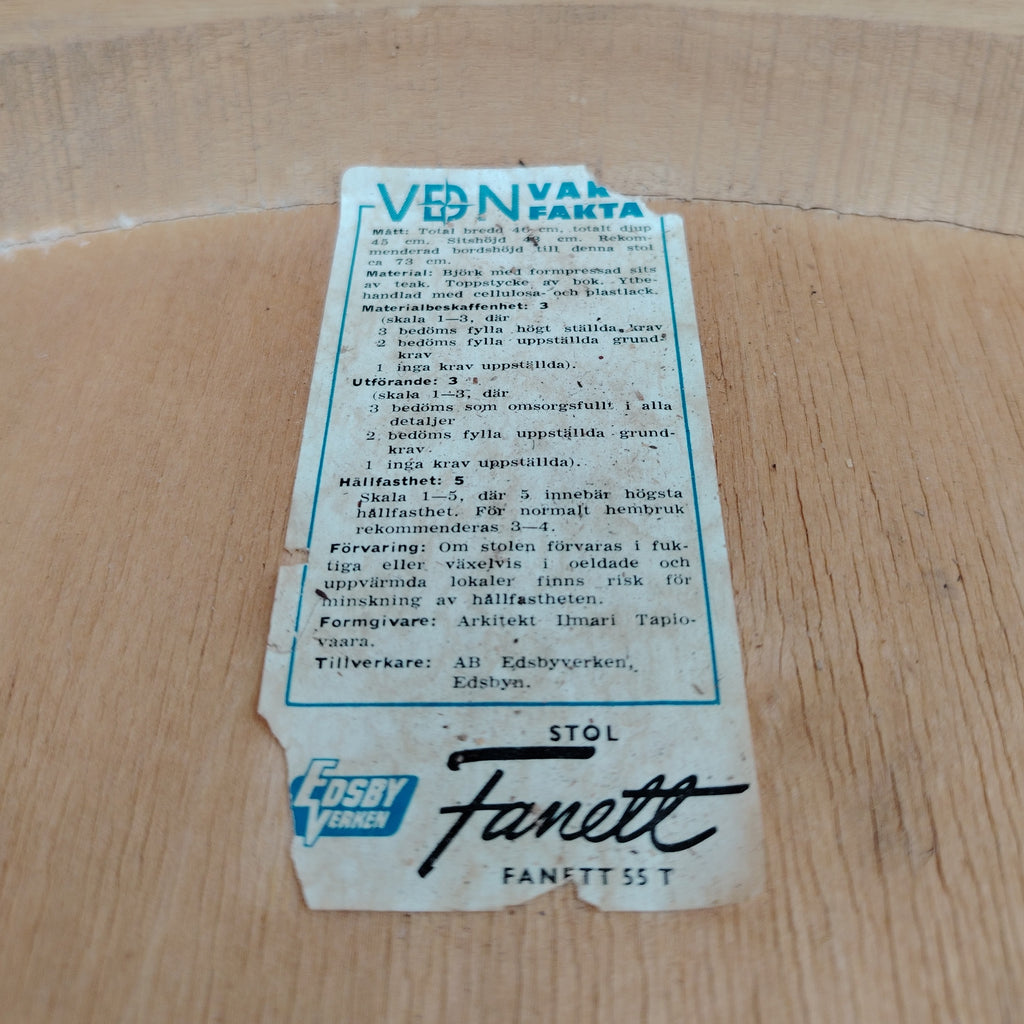 VDN VAR
FAKTA
Mått: Total bredd 46 cm, totalt djup
45 cm. Sitshöjd cm. Rekom-
menderad bordshöjd till denna stol
ca 73 cm.
Material: Björk med formpressad sits
av teak. Toppstycke av bok. Ytbe-
handlad med cellulosa- och plastlack.
Materialbeskaffenhet: 3
(skala 1—3, där
3 bedöms fylla högt ställda krav
2 bedöms fylla uppställda grund-
krav
1 inga krav uppställda).
Utförande: 3
(skala 1—3, där
3 bedöms som omsorgsfullt i alla
detaljer
2 bedöms fylla uppställda grund-
krav
1 inga krav uppställda).
Hållfasthet: 5
Skala 1—5, där 5 innebär högsta
hållfasthet. För normalt hembruk
rekommenderas 3—4.
Förvaring: Om stolen förvaras i fuk-
tiga eller växelvis i oeldade och
uppvärmda lokaler finns risk för
minskning av hållfastheten.
Formgivare: Arkitekt Ilmari Tapio-
vaara.
Tillverkare: AB Edsbyverken,
Edsbyn.
STOL
EDSBY
VERKEN
Fanett
FANETT 55 T